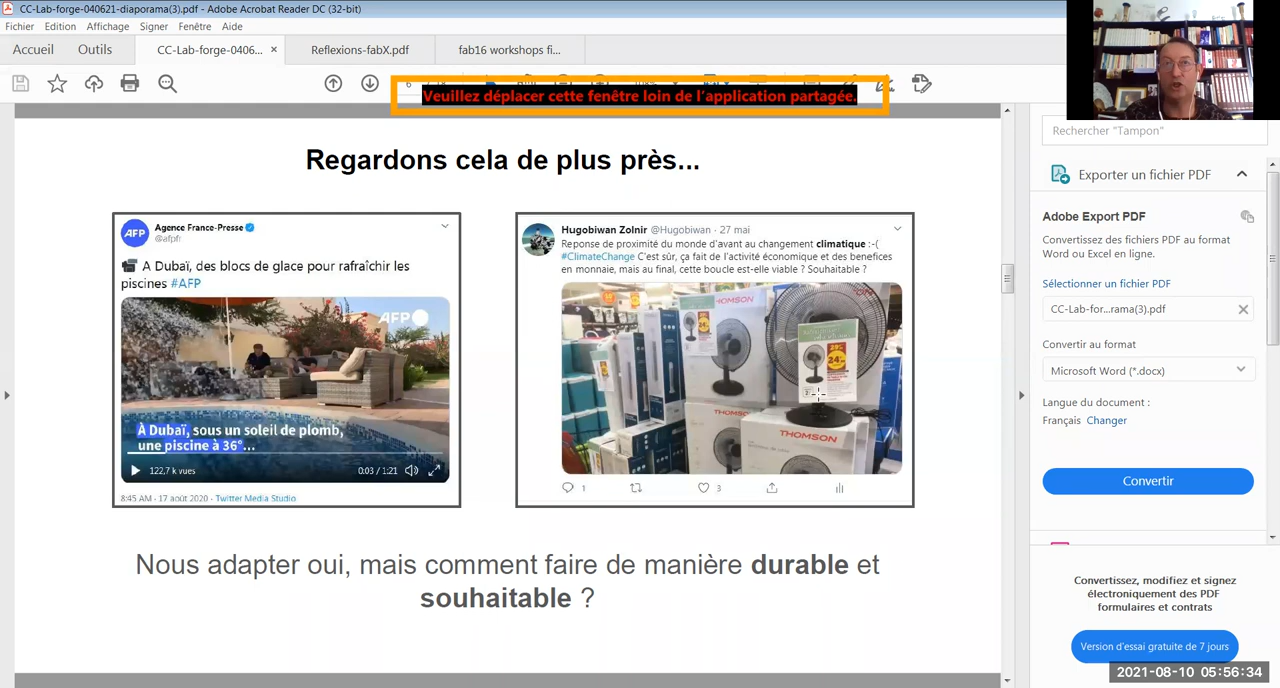 CC-Lab-forge-040621-diaporama(3).pdf - Adobe Acrobat Reader DC (32-bit)
Fichier Edition Affichage Signer Fenêtre Aide
Accueil Outils CC-Lab-forge-0406... × Reflexions-fabX.pdf fab16 workshops fi...
Veuillez déplacer cette fenêtre loin de l'application partagée.
Regardons cela de plus près...
AFP
Agence France-Presse
@afpfr
A Dubaï, des blocs de glace pour rafraîchir les
piscines #AFP
AFP
À Dubaï, sous un soleil de plomb,
une piscine à 36°...
122,7 k vues 0:03 / 1:21
8:45 AM · 17 août 2020 · Twitter Media Studio
Hugobiwan Zolnir @Hugobiwan · 27 mai
Reponse de proximité du monde d'avant au changement climatique :-(
#ClimateChange C'est sûr, ça fait de l'activité économique et des benefices
en monnaie, mais au final, cette boucle est-elle viable ? Souhaitable ?
THOMSON
THOMSON
THOMSON
1 3
Nous adapter oui, mais comment faire de manière durable et
souhaitable ?
Rechercher "Tampon"
Exporter un fichier PDF
Adobe Export PDF
Convertissez des fichiers PDF au format
Word ou Excel en ligne.
Sélectionner un fichier PDF
CC-Lab-for...rama(3).pdf
Convertir au format
Microsoft Word (*.docx)
Langue du document :
Français Changer
Convertir
Convertissez, modifiez et signez
électroniquement des PDF
formulaires et contrats
Version d'essai gratuite de 7 jours
2021-08-10 05:56:34